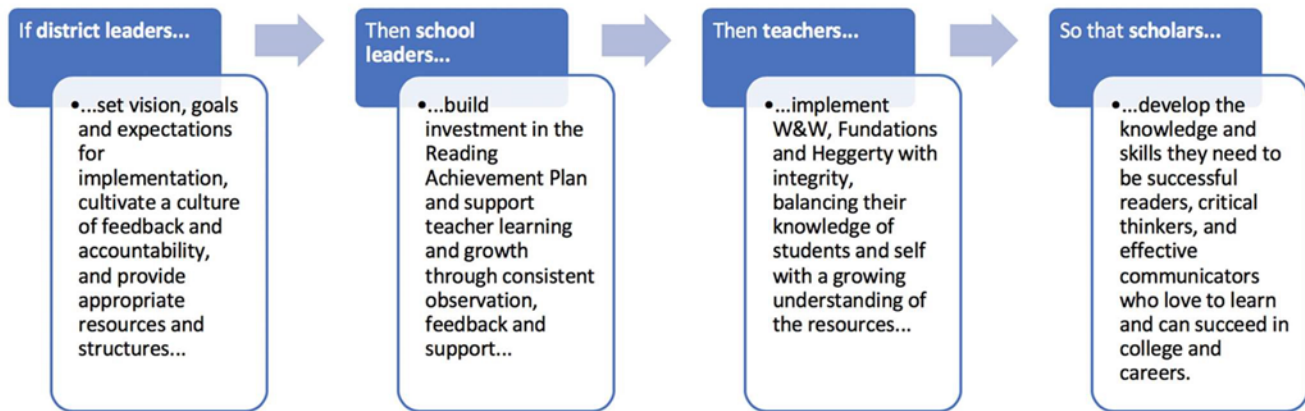 If district leaders...
•...set vision, goals
and expectations
for
implementation,
cultivate a culture
of feedback and
accountability,
and provide
appropriate
resources and
structures...
Then school
leaders...
•...build
investment in the
Reading
Achievement Plan
and support
teacher learning
and growth
through consistent
observation,
feedback and
support...
Then teachers...
•...implement
W&W, Fundations
and Heggerty with
integrity,
balancing their
knowledge of
students and self
with a growing
understanding of
the resources...
So that scholars...
•...develop the
knowledge and
skills they need to
be successful
readers, critical
thinkers, and
effective
communicators
who love to learn
and can succeed in
college and
careers.